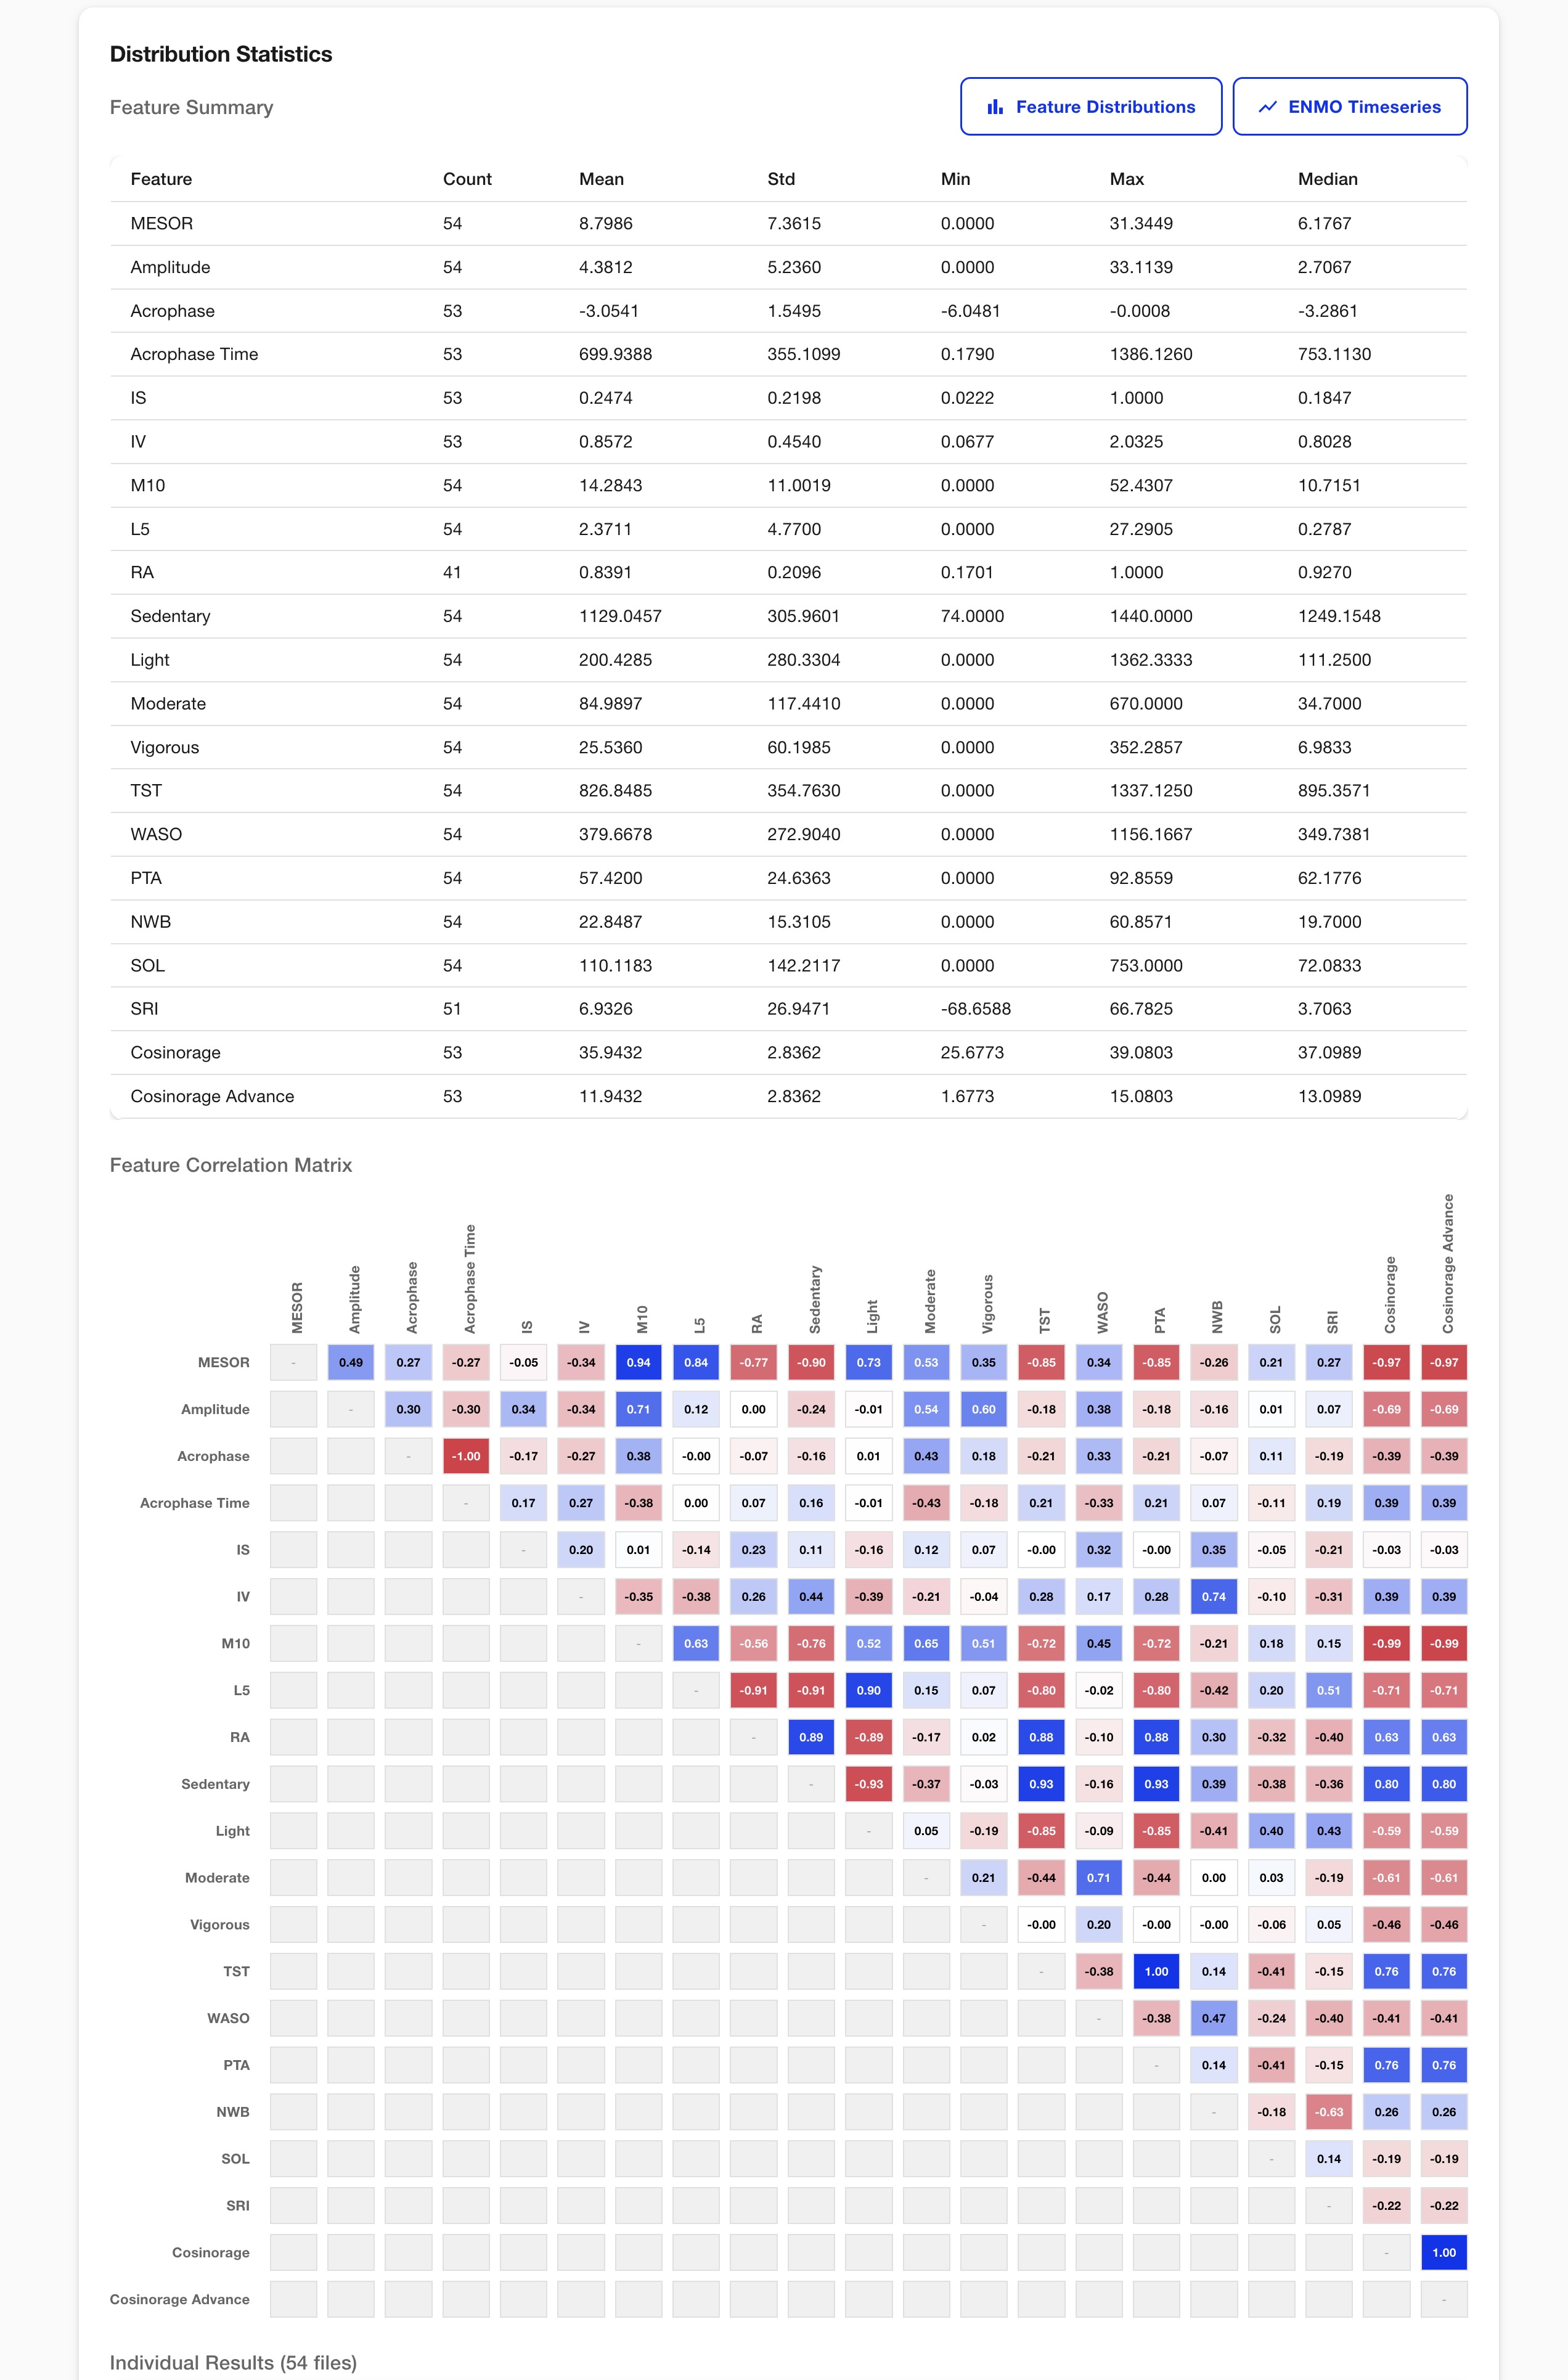 Distribution Statistics
Feature Summary
Feature Distributions
ENMO Timeseries
Feature Count Mean Std Min Max Median
MESOR 54 8.7986 7.3615 0.0000 31.3449 6.1767
Amplitude 54 4.3812 5.2360 0.0000 33.1139 2.7067
Acrophase 53 -3.0541 1.5495 -6.0481 -0.0008 -3.2861
Acrophase Time 53 699.9388 355.1099 0.1790 1386.1260 753.1130
IS 53 0.2474 0.2198 0.0222 1.0000 0.1847
IV 53 0.8572 0.4540 0.0677 2.0325 0.8028
M10 54 14.2843 11.0019 0.0000 52.4307 10.7151
L5 54 2.3711 4.7700 0.0000 27.2905 0.2787
RA 41 0.8391 0.2096 0.1701 1.0000 0.9270
Sedentary 54 1129.0457 305.9601 74.0000 1440.0000 1249.1548
Light 54 200.4285 280.3304 0.0000 1362.3333 111.2500
Moderate 54 84.9897 117.4410 0.0000 670.0000 34.7000
Vigorous 54 25.5360 60.1985 0.0000 352.2857 6.9833
TST 54 826.8485 354.7630 0.0000 1337.1250 895.3571
WASO 54 379.6678 272.9040 0.0000 1156.1667 349.7381
PTA 54 57.4200 24.6363 0.0000 92.8559 62.1776
NWB 54 22.8487 15.3105 0.0000 60.8571 19.7000
SOL 54 110.1183 142.2117 0.0000 753.0000 72.0833
SRI 51 6.9326 26.9471 -68.6588 66.7825 3.7063
Cosinorage 53 35.9432 2.8362 25.6773 39.0803 37.0989
Cosinorage Advance 53 11.9432 2.8362 1.6773 15.0803 13.0989
Feature Correlation Matrix
MESOR Amplitude Acrophase Acrophase Time IS IV M10 L5 RA Sedentary Light Moderate Vigorous TST WASO PTA NWB SOL SRI Cosinorage Cosinorage Advance
MESOR - 0.49 0.27 -0.27 -0.05 -0.34 0.94 0.84 -0.77 -0.90 0.73 0.53 0.35 -0.85 0.34 -0.85 -0.26 0.21 0.27 -0.97 -0.97
Amplitude - 0.30 -0.30 0.34 -0.34 0.71 0.12 0.00 -0.24 -0.01 0.54 0.60 -0.18 0.38 -0.18 -0.16 0.01 0.07 -0.69 -0.69
Acrophase - -1.00 -0.17 -0.27 0.38 -0.00 -0.07 -0.16 0.01 0.43 0.18 -0.21 0.33 -0.21 -0.07 0.11 -0.19 -0.39 -0.39
Acrophase Time - 0.17 0.27 -0.38 0.00 0.07 0.16 -0.01 -0.43 -0.18 0.21 -0.33 0.21 0.07 -0.11 0.19 0.39 0.39
IS - 0.20 0.01 -0.14 0.23 0.11 -0.16 0.12 0.07 -0.00 0.32 -0.00 0.35 -0.05 -0.21 -0.03 -0.03
IV - -0.35 -0.38 0.26 0.44 -0.39 -0.21 -0.04 0.28 0.17 0.28 0.74 -0.10 -0.31 0.39 0.39
M10 - 0.63 -0.56 -0.76 0.52 0.65 0.51 -0.72 0.45 -0.72 -0.21 0.18 0.15 -0.99 -0.99
L5 - -0.91 -0.91 0.90 0.15 0.07 -0.80 -0.02 -0.80 -0.42 0.20 0.51 -0.71 -0.71
RA - 0.89 -0.89 -0.17 0.02 0.88 -0.10 0.88 0.30 -0.32 -0.40 0.63 0.63
Sedentary - -0.93 -0.37 -0.03 0.93 -0.16 0.93 0.39 -0.38 -0.36 0.80 0.80
Light - 0.05 -0.19 -0.85 -0.09 -0.85 -0.41 0.40 0.43 -0.59 -0.59
Moderate - 0.21 -0.44 0.71 -0.44 0.00 0.03 -0.19 -0.61 -0.61
Vigorous - -0.00 0.20 -0.00 -0.00 -0.06 0.05 -0.46 -0.46
TST - -0.38 1.00 0.14 -0.41 -0.15 0.76 0.76
WASO - -0.38 0.47 -0.24 -0.40 -0.41 -0.41
PTA - 0.14 -0.41 -0.15 0.76 0.76
NWB - -0.18 -0.63 0.26 0.26
SOL - 0.14 -0.19 -0.19
SRI - -0.22 -0.22
Cosinorage - 1.00
Cosinorage Advance -
Individual Results (54 files)